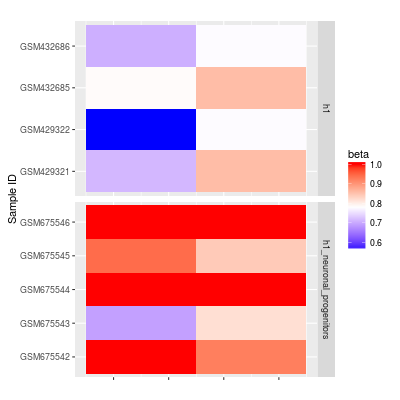 GSM432686
GSM432685
GSM429322
GSM429321
h1
GSM675546
GSM675545
GSM675544
GSM675543
GSM675542
h1_neuronal_progenitors
Sample ID
beta
1.0
0.9
0.8
0.7
0.6